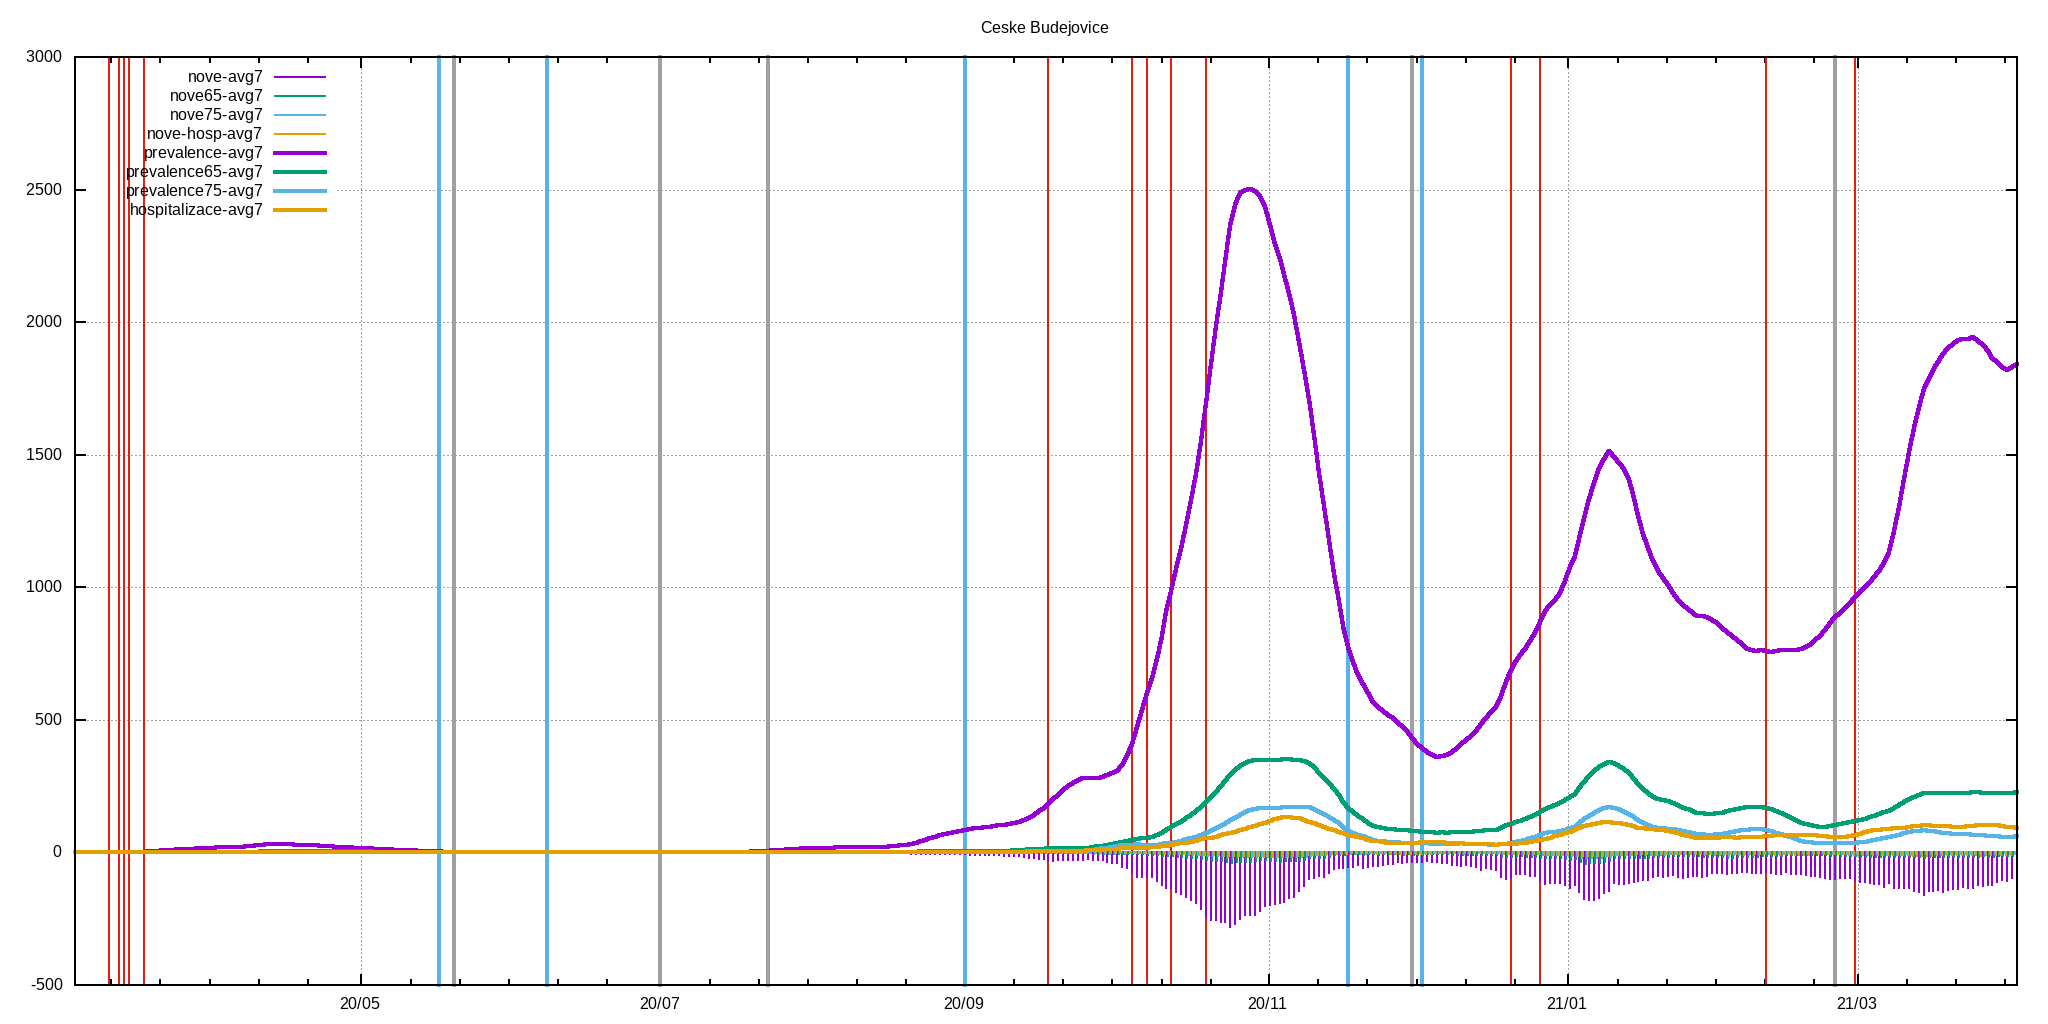 Ceske Budejovice
3000
2500
2000
1500
1000
500
0
-500
nove-avg7
nove65-avg7
nove75-avg7
nove-hosp-avg7
prevalence-avg7
prevalence65-avg7
prevalence75-avg7
hospitalizace-avg7
20/05
20/07
20/09
20/11
21/01
21/03